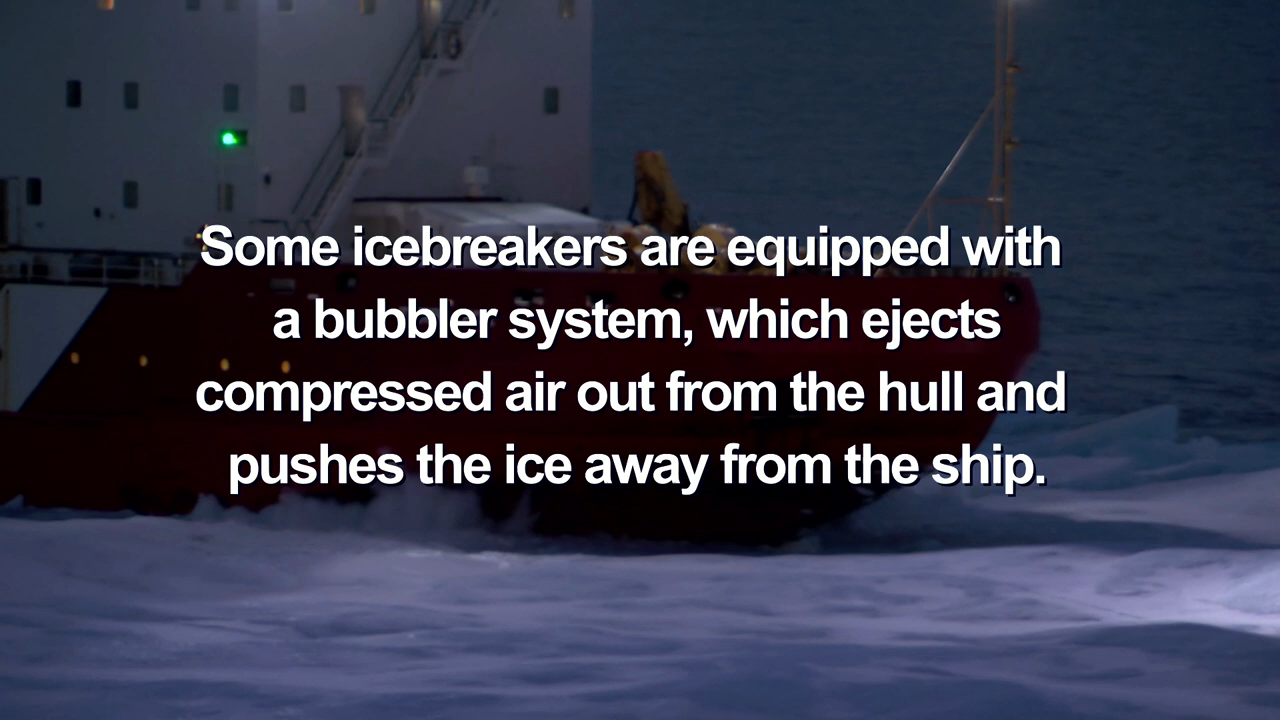 Some icebreakers are equipped with
a bubbler system, which ejects
compressed air out from the hull and
pushes the ice away from the ship.